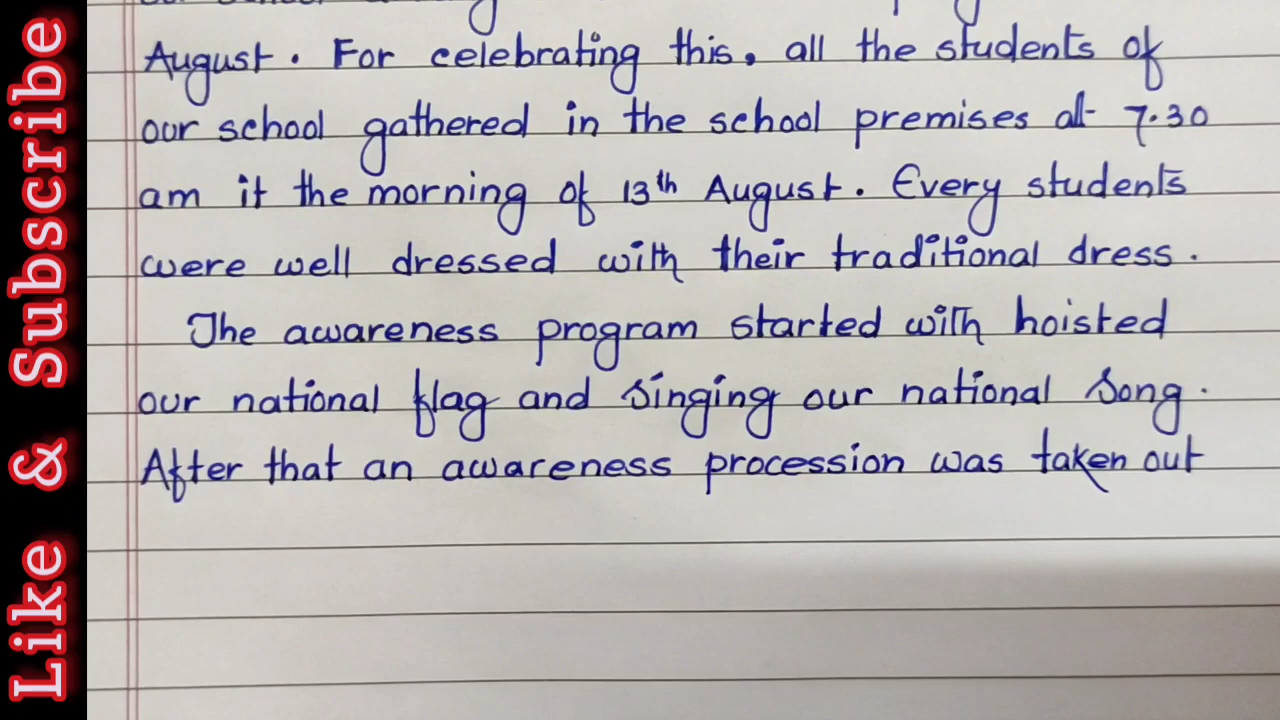 August. For celebrating this, all the students of
our school gathered in the school premises at 7.30
am it the morning of 13th August. Every students
were well dressed with their traditional dress.
The awareness program started with hoisted
our national flag and singing our national song.
After that an awareness procession was taken out
Like & Subscribe